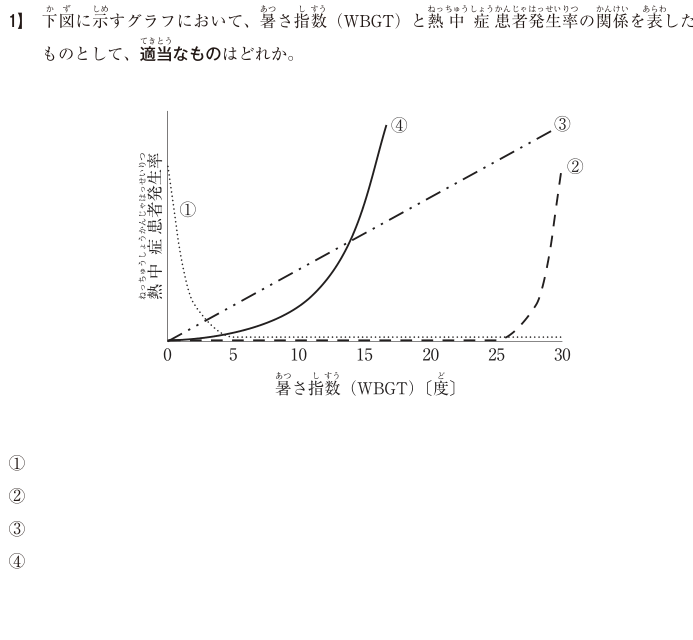 1】 下図に示すグラフにおいて、暑さ指数（WBGT）と熱中症患者発生率の関係を表した
ものとして、適当なものはどれか。
④
③
②
①
熱中症患者発生率
0 5 10 15 20 25 30
暑さ指数（WBGT）〔度〕
①
②
③
④